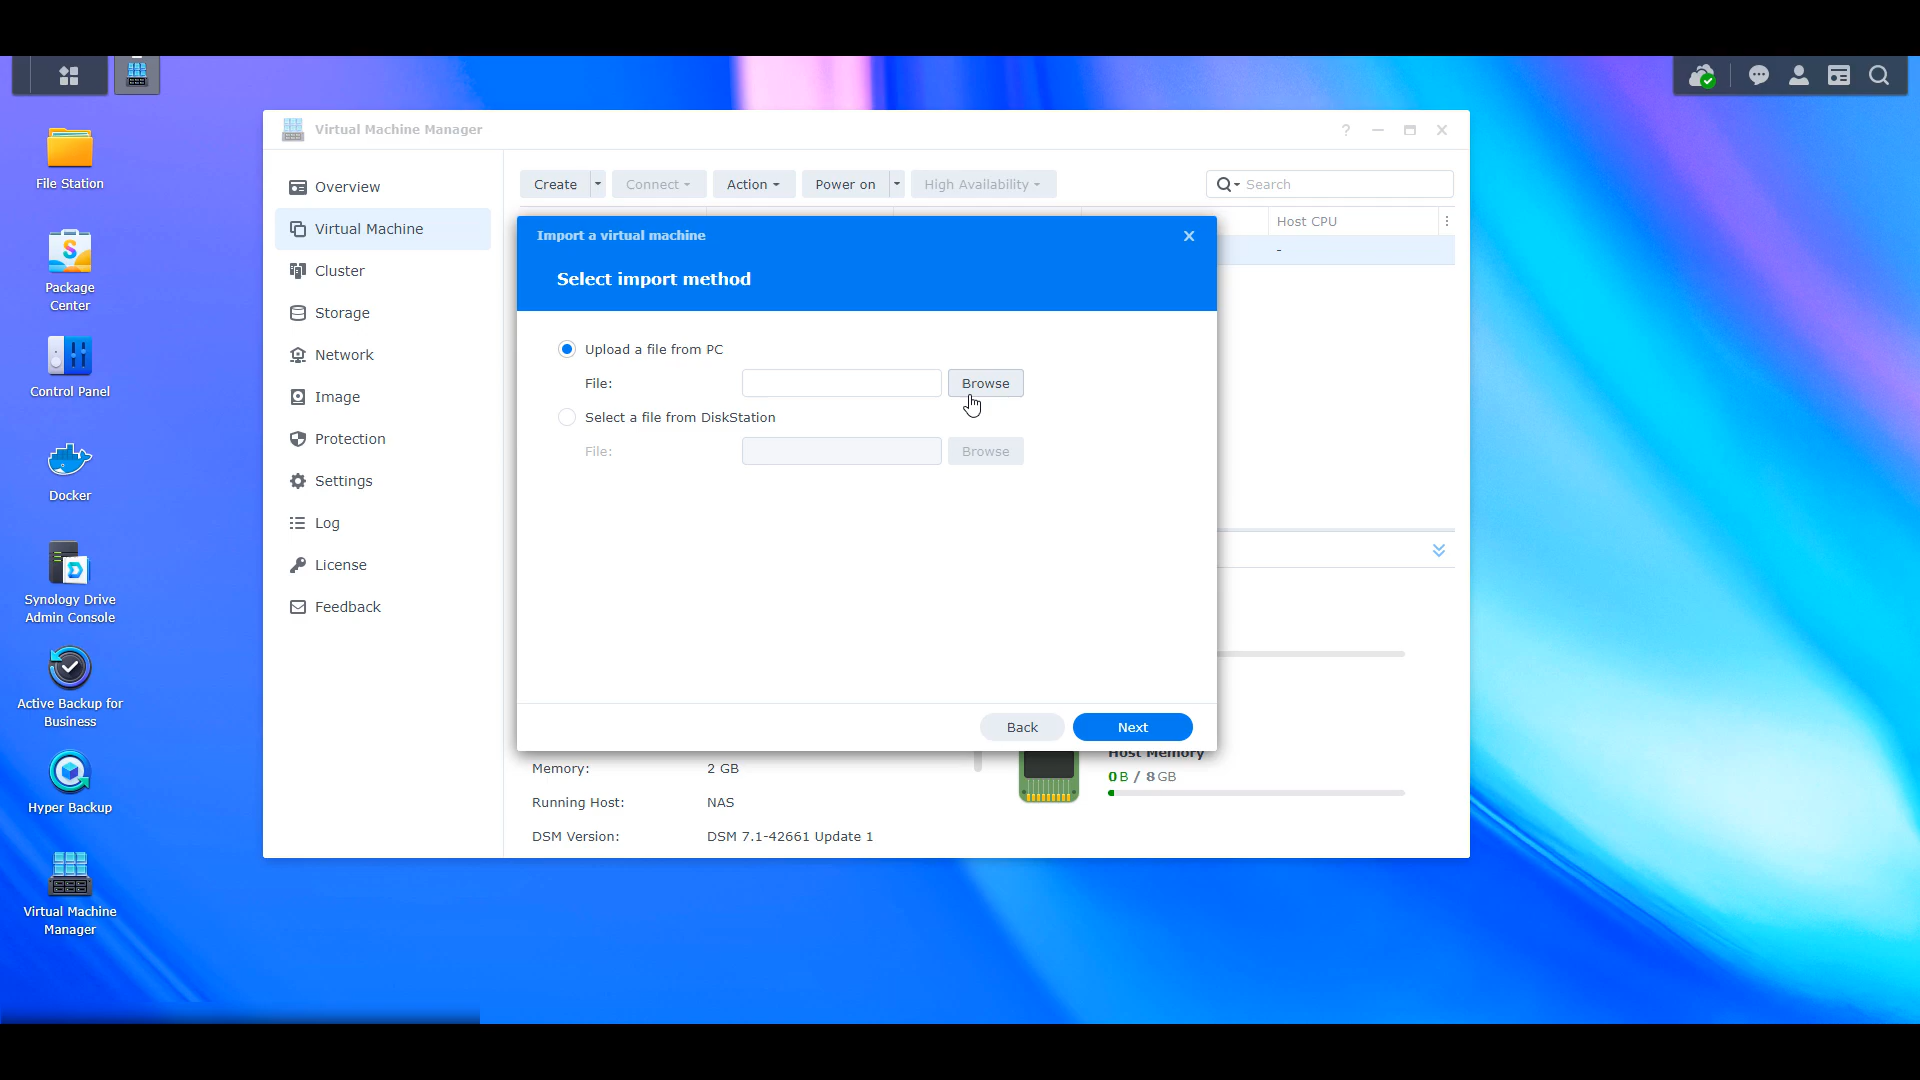 File Station
Package
Center
Control Panel
Docker
Synology Drive
Admin Console
Active Backup for
Business
Hyper Backup
Virtual Machine
Manager
Virtual Machine Manager
?
Overview
Virtual Machine
Cluster
Storage
Network
Image
Protection
Settings
Log
License
Feedback
Create Connect Action Power on High Availability Search
Host CPU
-
Import a virtual machine
Select import method
Upload a file from PC
File: Browse
Select a file from DiskStation
File: Browse
Back Next
Host Memory
0 B / 8 GB
Memory: 2 GB
Running Host: NAS
DSM Version: DSM 7.1-42661 Update 1